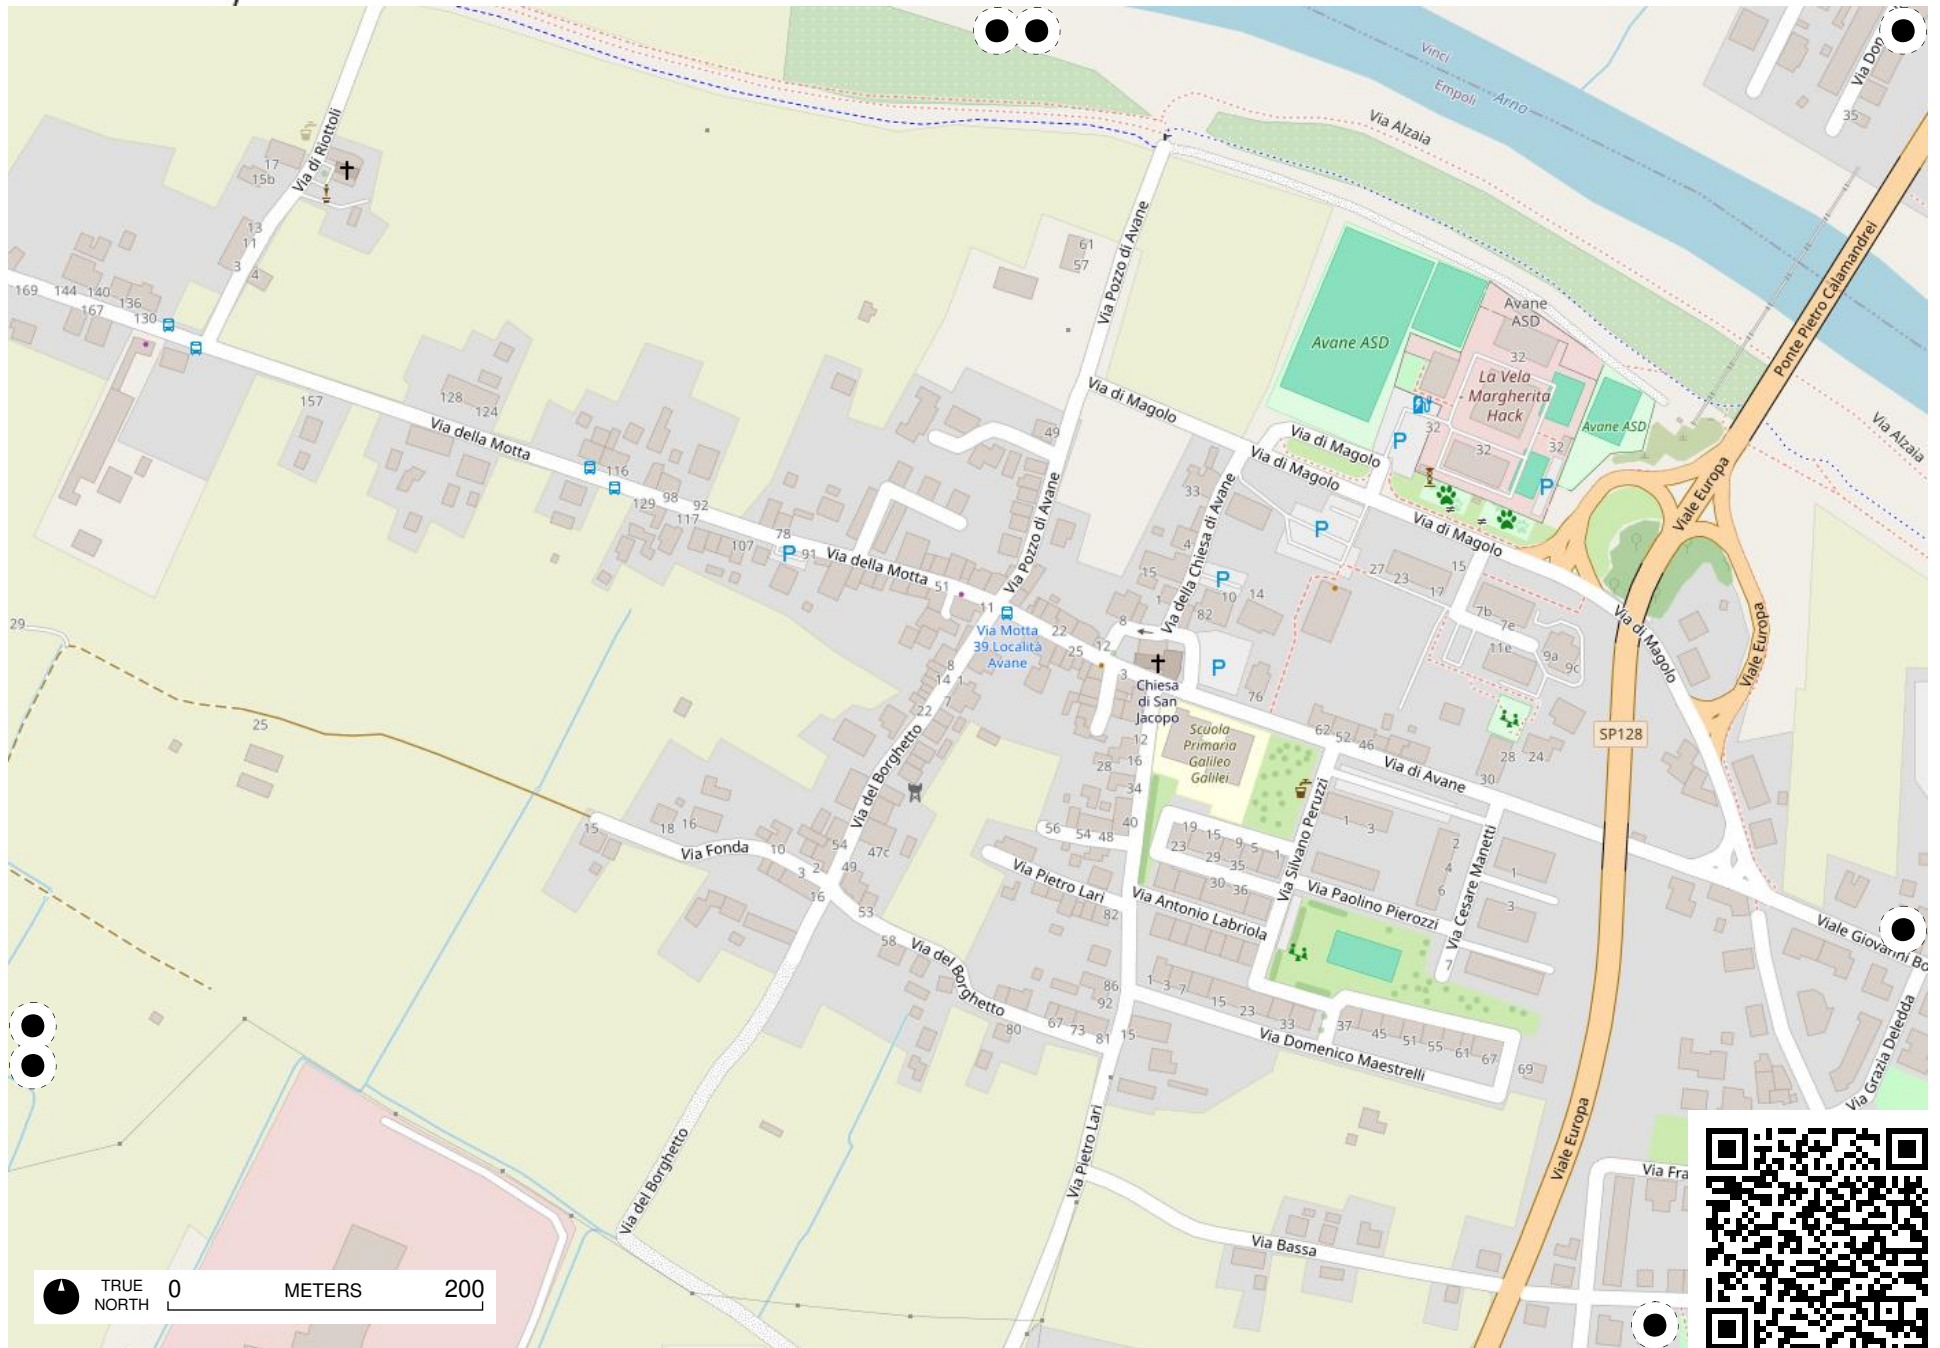 Vinci
Empoli
Arno
Via Alzaia
Via Don
35
Via di Riottoli
17
15b
13
11
3
4
169
144
140
136
167
130
157
128
124
Via della Motta
116
129
98
92
117
107
78
91
Via della Motta
51
11
61
57
Via Pozzo di Avane
49
Via Pozzo di Avane
Via di Magolo
Via di Magolo
Via di Magolo
Via di Magolo
Via di Magolo
Avane ASD
Avane
ASD
32
La Vela
- Margherita
Hack
32
32
32
Avane ASD
P
P
P
P
P
P
Ponte Pietro Calamandrei
Via Alzaia
Viale Europa
Viale Europa
SP128
Via della Chiesa di Avane
33
4
15
1
82
10
14
27
23
17
15
7b
7e
11e
9a
9c
Via Motta
39 Località
Avane
22
25
12
8
3
Chiesa
di San
Jacopo
76
62
52
46
Via di Avane
28
24
30
Scuola
Primaria
Galileo
Galilei
29
25
8
14
1
7
22
Via del Borghetto
15
18
16
Via Fonda
10
3
2
16
54
49
47c
53
58
Via del Borghetto
80
67
73
81
15
12
16
28
34
40
56
54
48
Via Pietro Lari
82
86
92
Via Antonio Labriola
19
15
9
5
1
23
29
35
30
36
Via Silvano Peruzzi
1
3
2
4
6
Via Paolino Pierozzi
Via Cesare Manetti
1
3
7
1
3
7
15
23
33
37
45
51
55
61
67
69
Via Domenico Maestrelli
Viale Giovanni Bo
Via Grazia Deledda
Viale Europa
Via Fra
Via del Borghetto
Via Pietro Lari
Via Bassa
TRUE
NORTH
0
METERS
200